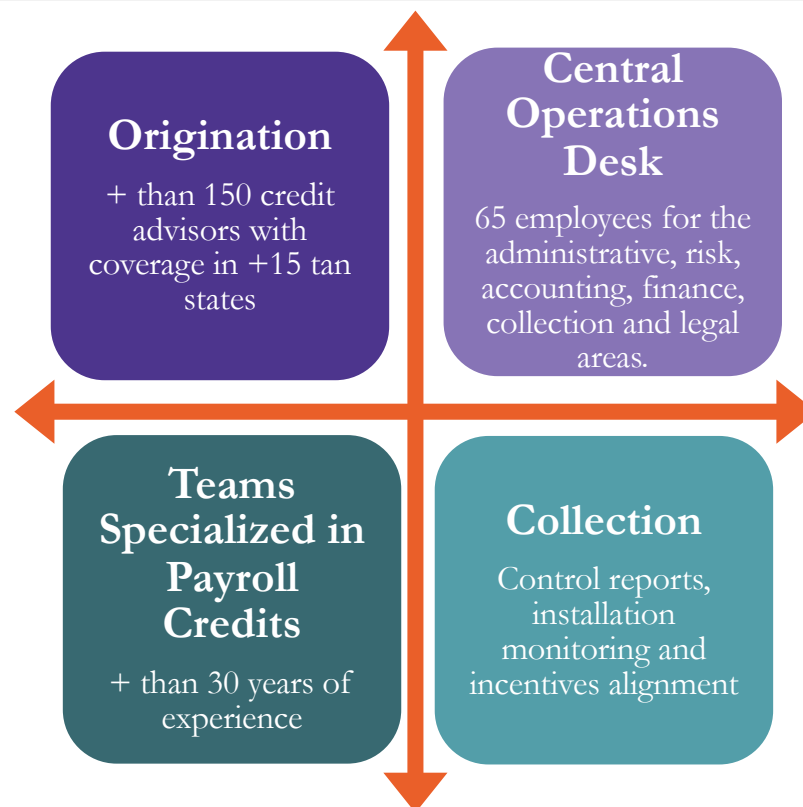 Origination
+ than 150 credit
advisors with
coverage in +15 tan
states
Central
Operations
Desk
65 employees for the
administrative, risk,
accounting, finance,
collection and legal
areas.
Teams
Specialized in
Payroll
Credits
+ than 30 years of
experience
Collection
Control reports,
installation
monitoring and
incentives alignment